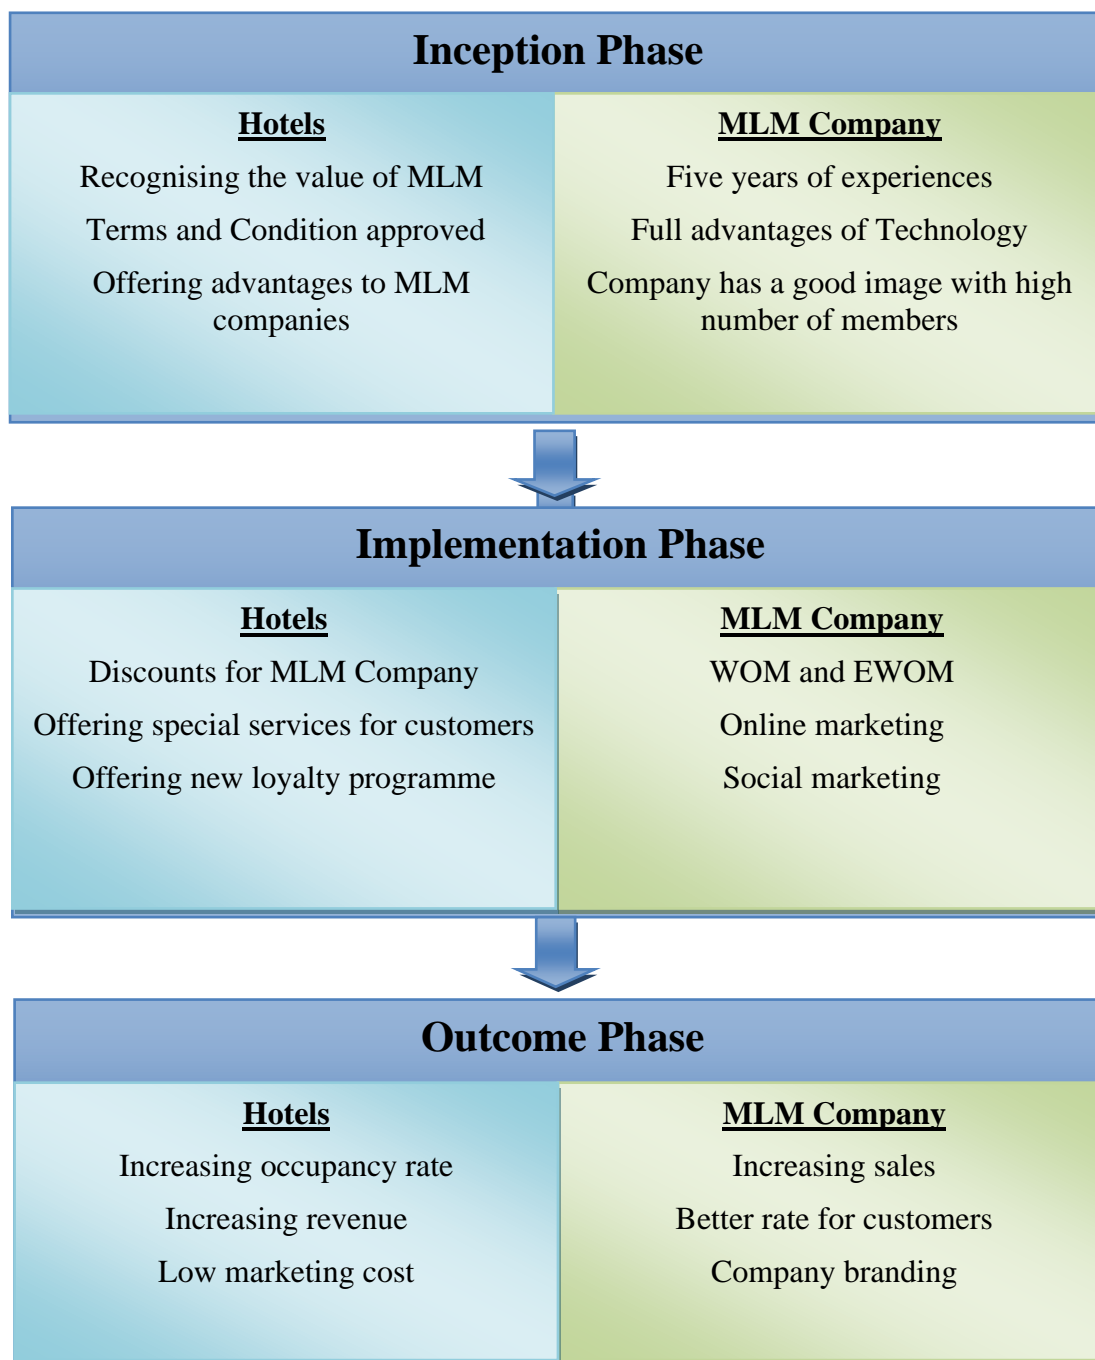 Inception Phase
Hotels
Recognising the value of MLM
Terms and Condition approved
Offering advantages to MLM
companies
MLM Company
Five years of experiences
Full advantages of Technology
Company has a good image with high
number of members
Implementation Phase
Hotels
Discounts for MLM Company
Offering special services for customers
Offering new loyalty programme
MLM Company
WOM and EWOM
Online marketing
Social marketing
Outcome Phase
Hotels
Increasing occupancy rate
Increasing revenue
Low marketing cost
MLM Company
Increasing sales
Better rate for customers
Company branding